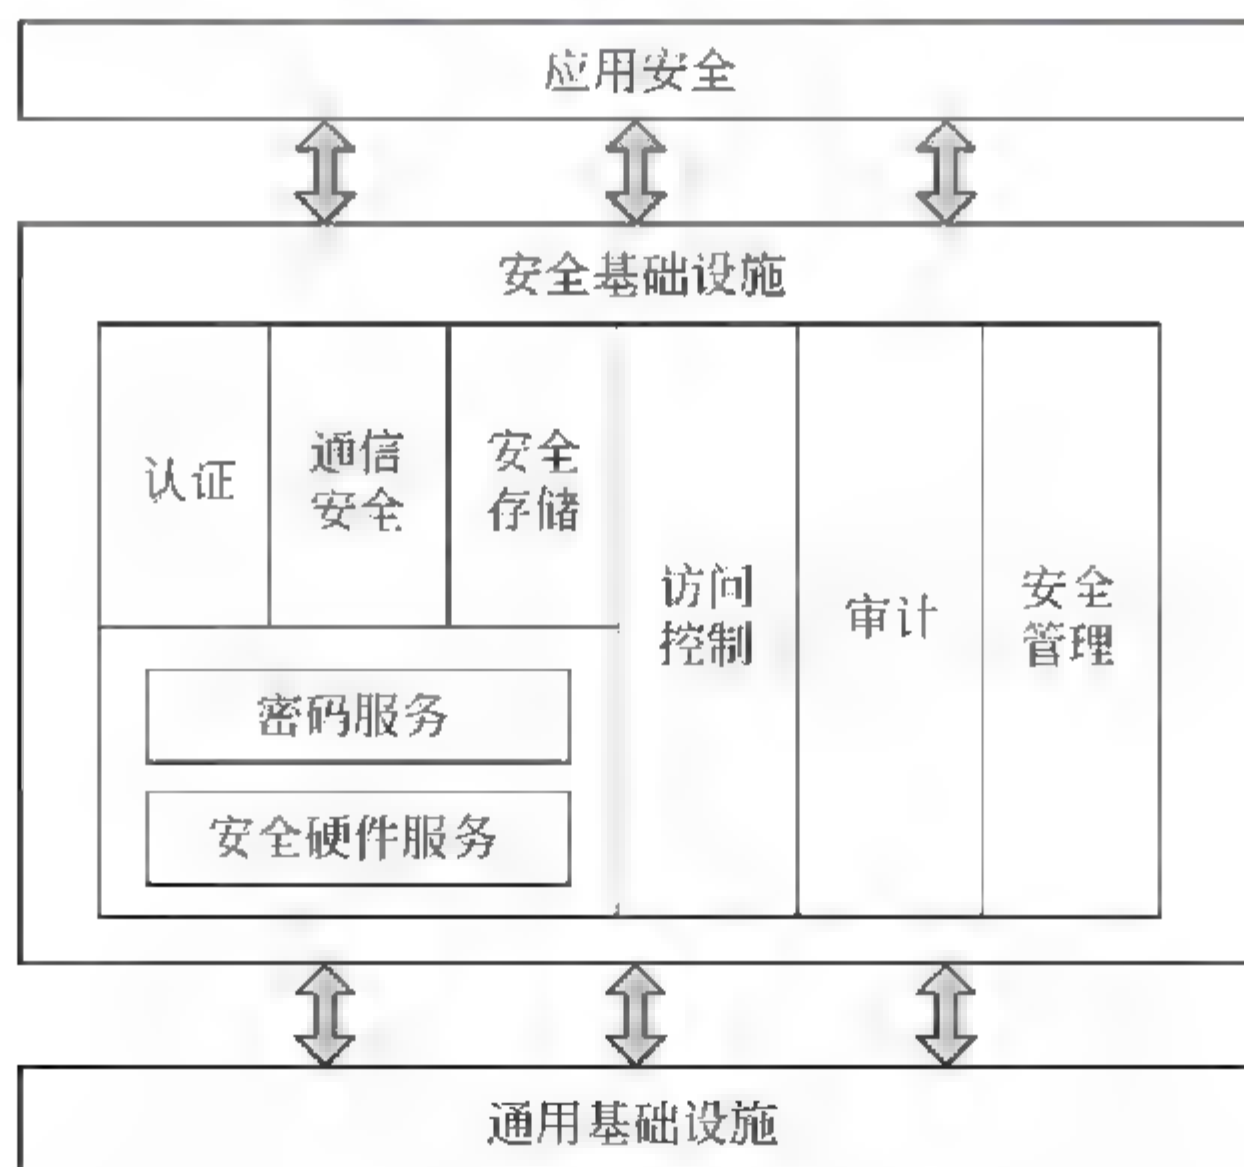 应用安全
安全基础设施
认证
通信
安全
安全
存储
访问
控制
审计
安全
管理
密码服务
安全硬件服务
通用基础设施